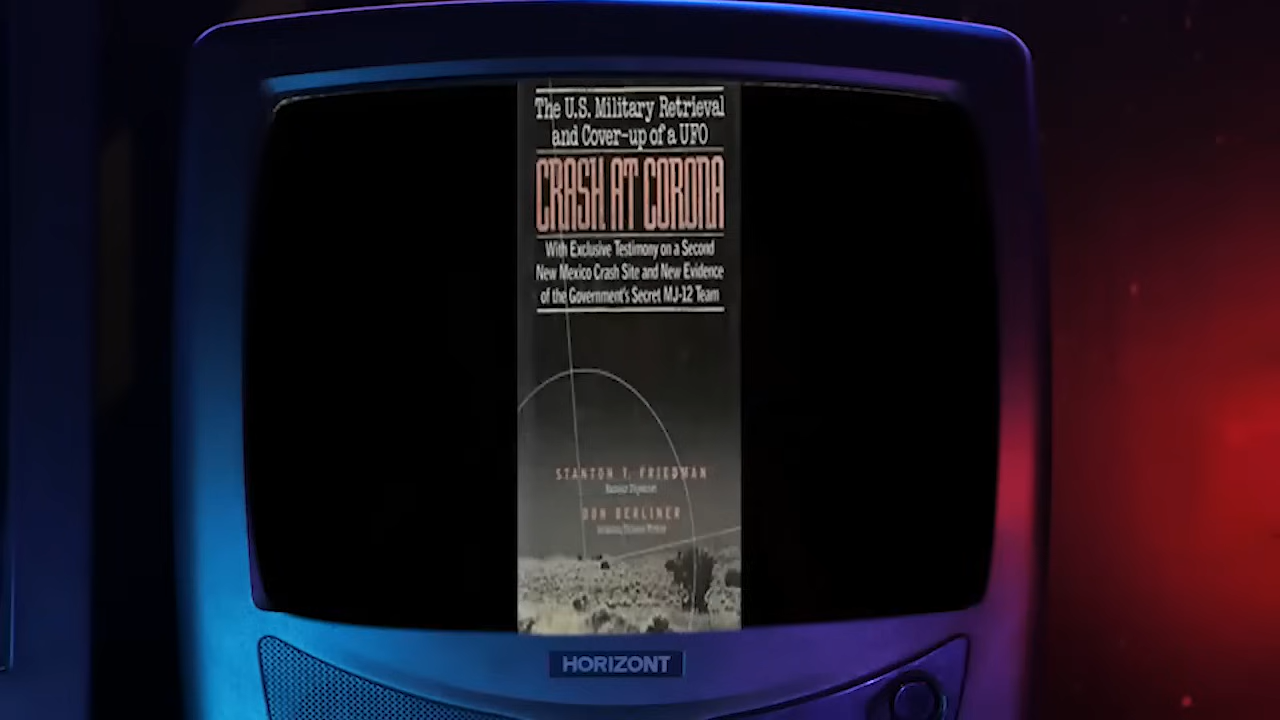 The U.S. Military Retrieval
and Cover-up of a UFO
CRASH AT CORONA
With Exclusive Testimony on a Second
New Mexico Crash Site and New Evidence
of the Government's Secret MJ-12 Team
STANTON T. FRIEDMAN
DON BERLINER
HORIZONT